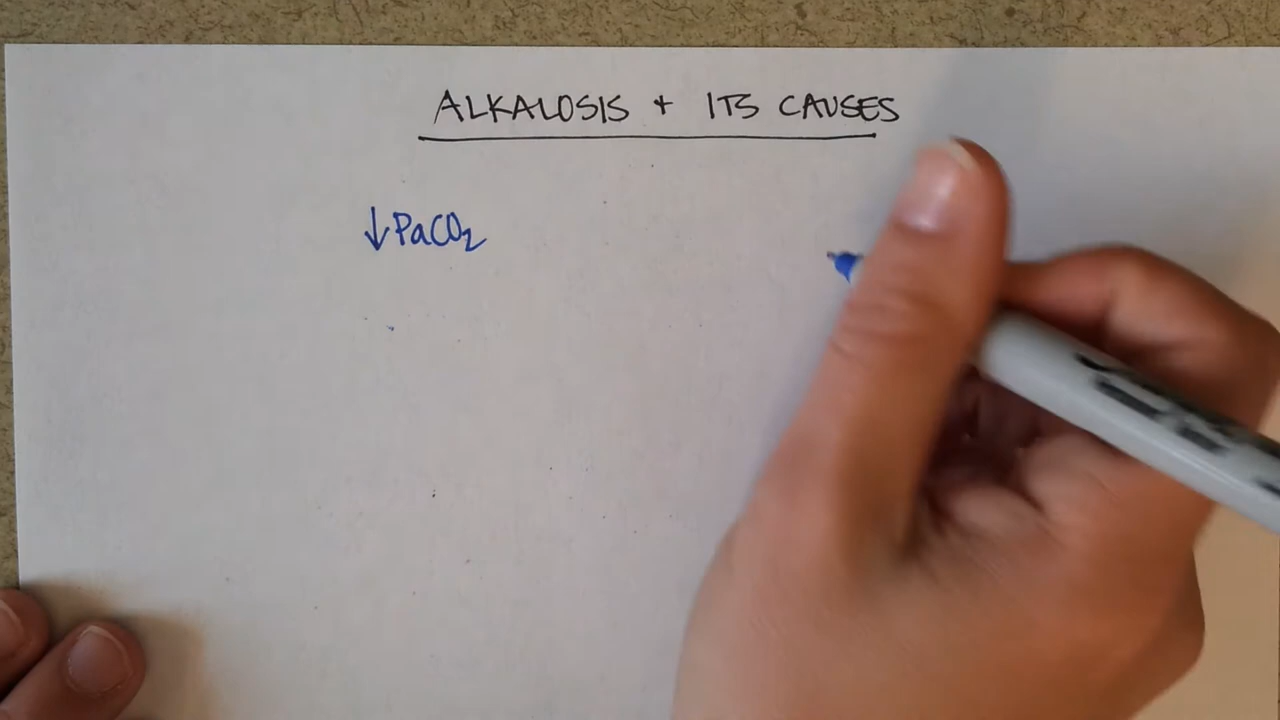 ALKALOSIS + ITS CAUSES
↓PaCO₂